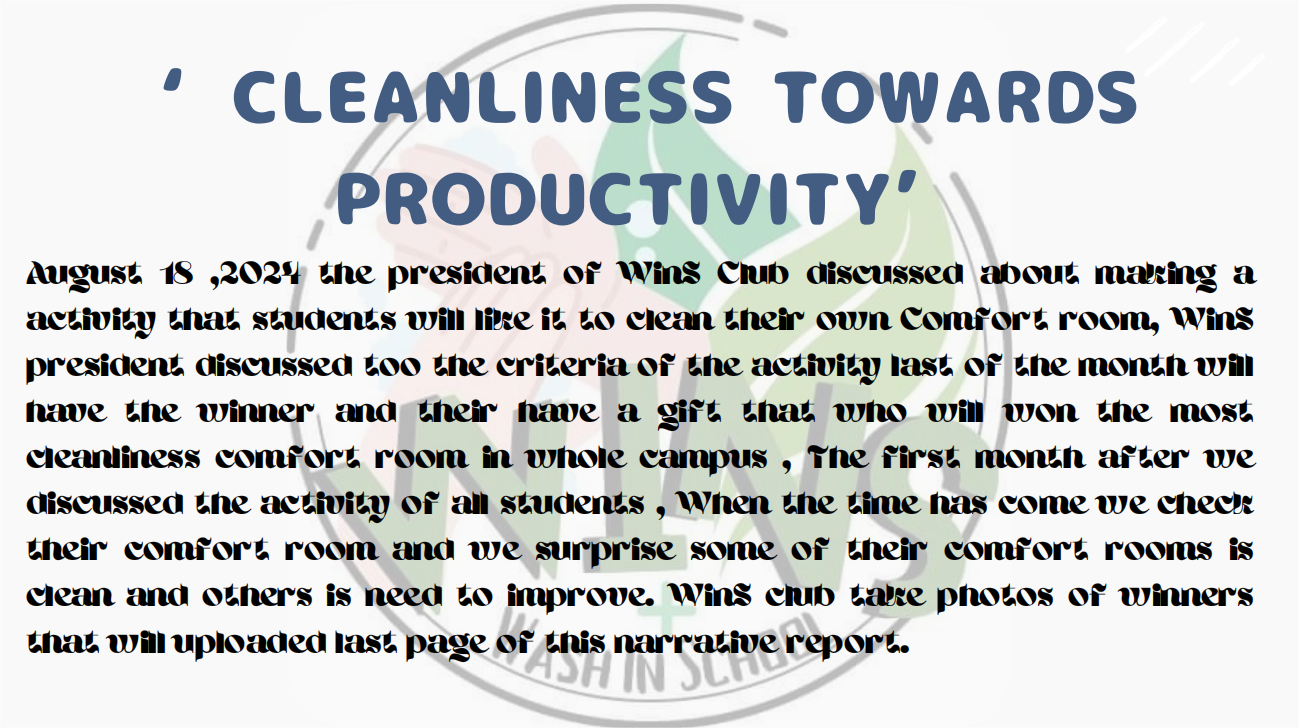 ‘ CLEANLINESS TOWARDS
PRODUCTIVITY’
August 18 ,2024 the president of WinS Club discussed about making a
activity that students will like it to clean their own Comfort room, WinS
president discussed too the criteria of the activity last of the month will
have the winner and their have a gift that who will won the most
cleanliness comfort room in whole campus , The first month after we
discussed the activity of all students , When the time has come we check
their comfort room and we surprise some of their comfort rooms is
clean and others is need to improve. WinS club take photos of winners
that will uploaded last page of this narrative report.
WINS
WASH IN SCHOOL